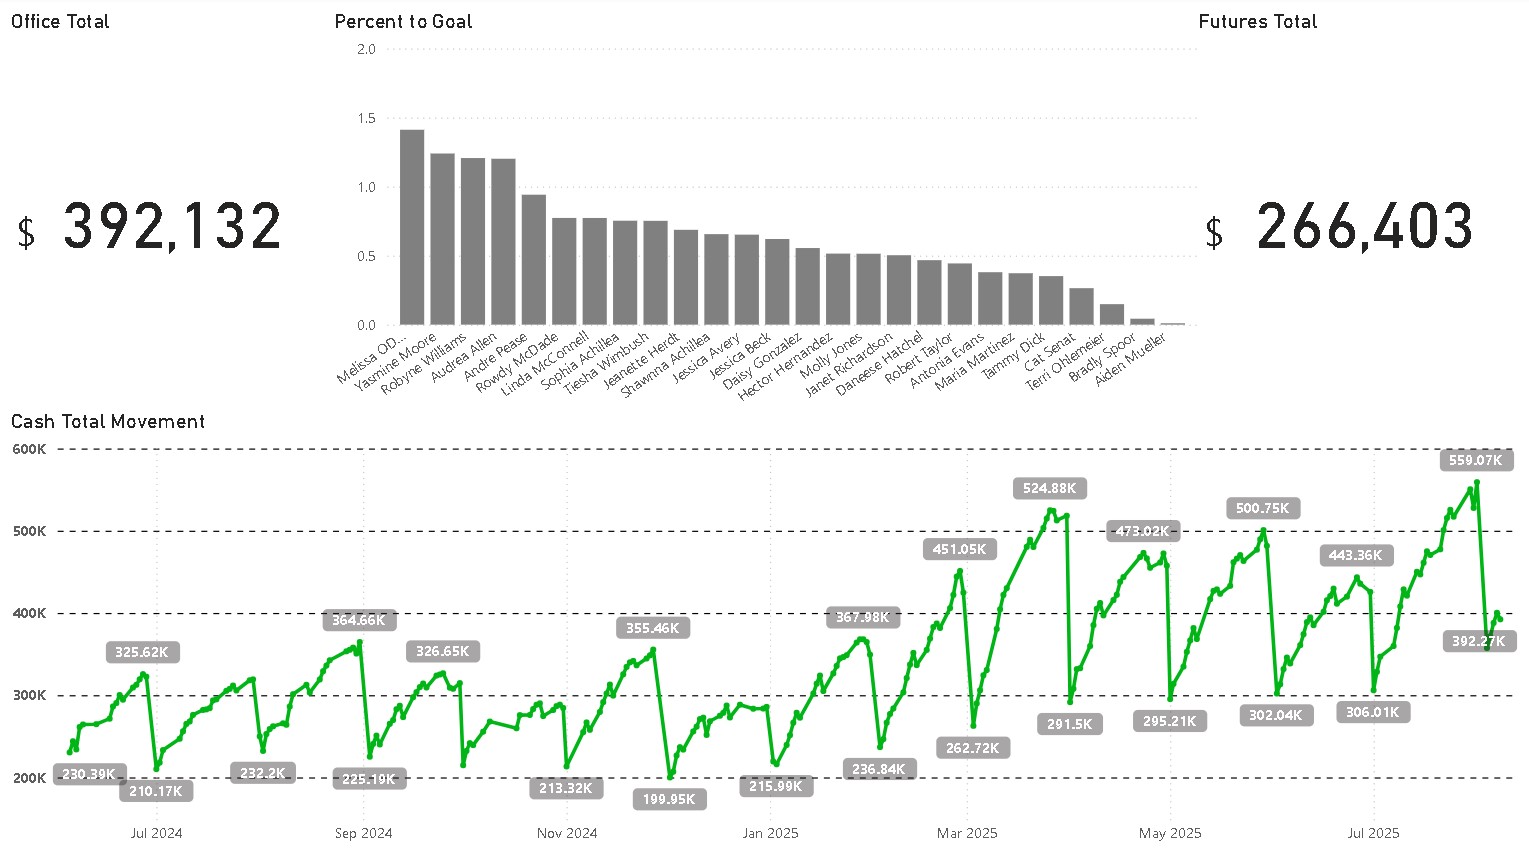 Office Total
Percent to Goal
Futures Total
2.0
1.5
1.0
0.5
0.0
$ 392,132
$ 266,403
Melissa OD...
Yasmine Moore
Robyne Williams
Audrea Allen
Andre Pease
Rowdy McDade
Linda McConnell
Sophia Achillea
Tiesha Wimbush
Jeanette Herdt
Shawnna Achillea
Jessica Avery
Jessica Beck
Daisy Gonzalez
Hector Hernandez
Molly Jones
Janet Richardson
Daneese Hatchel
Robert Taylor
Antonia Evans
Maria Martinez
Tammy Dick
Cat Senat
Terri Ohlemeier
Bradly Spoor
Aiden Mueller
Cash Total Movement
600K
500K
400K
300K
200K
230.39K
325.62K
210.17K
232.2K
364.66K
225.19K
326.65K
213.32K
355.46K
199.95K
215.99K
367.98K
236.84K
451.05K
262.72K
524.88K
291.5K
473.02K
295.21K
500.75K
302.04K
443.36K
306.01K
559.07K
392.27K
Jul 2024
Sep 2024
Nov 2024
Jan 2025
Mar 2025
May 2025
Jul 2025